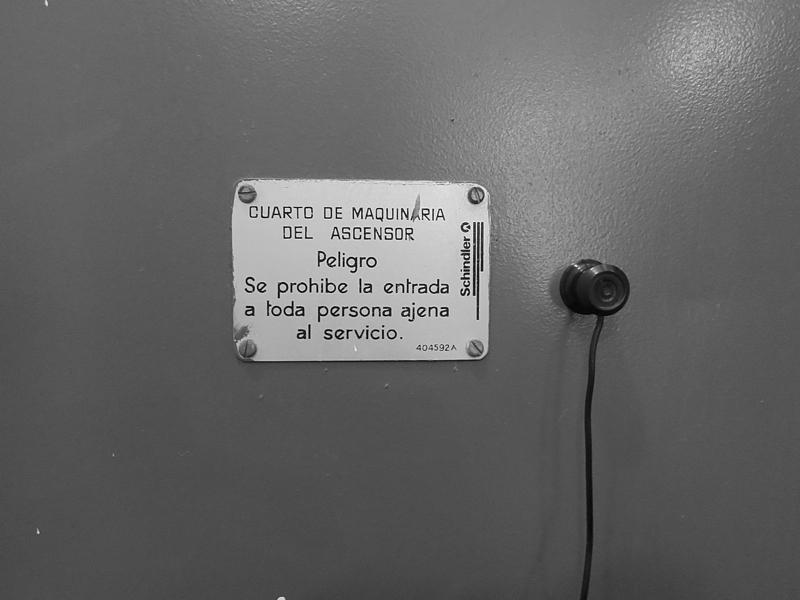 CUARTO DE MAQUINARIA
DEL ASCENSOR
Peligro
Se prohibe la entrada
a toda persona ajena
al servicio.
404592A
Schindler